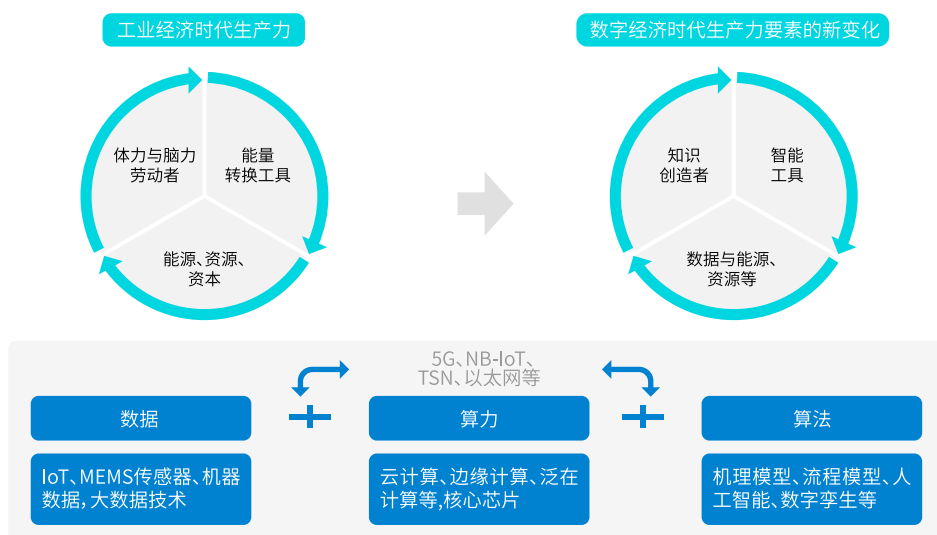 工业经济时代生产力
数字经济时代生产力要素的新变化
体力与脑力
劳动者
能量
转换工具
能源、资源、
资本
知识
创造者
智能
工具
数据与能源、
资源等
5G、NB-IoT、
TSN、以太网等
数据
算力
算法
IoT、MEMS传感器、机器
数据,大数据技术
云计算、边缘计算、泛在
计算等,核心芯片
机理模型、流程模型、人
工智能、数字孪生等